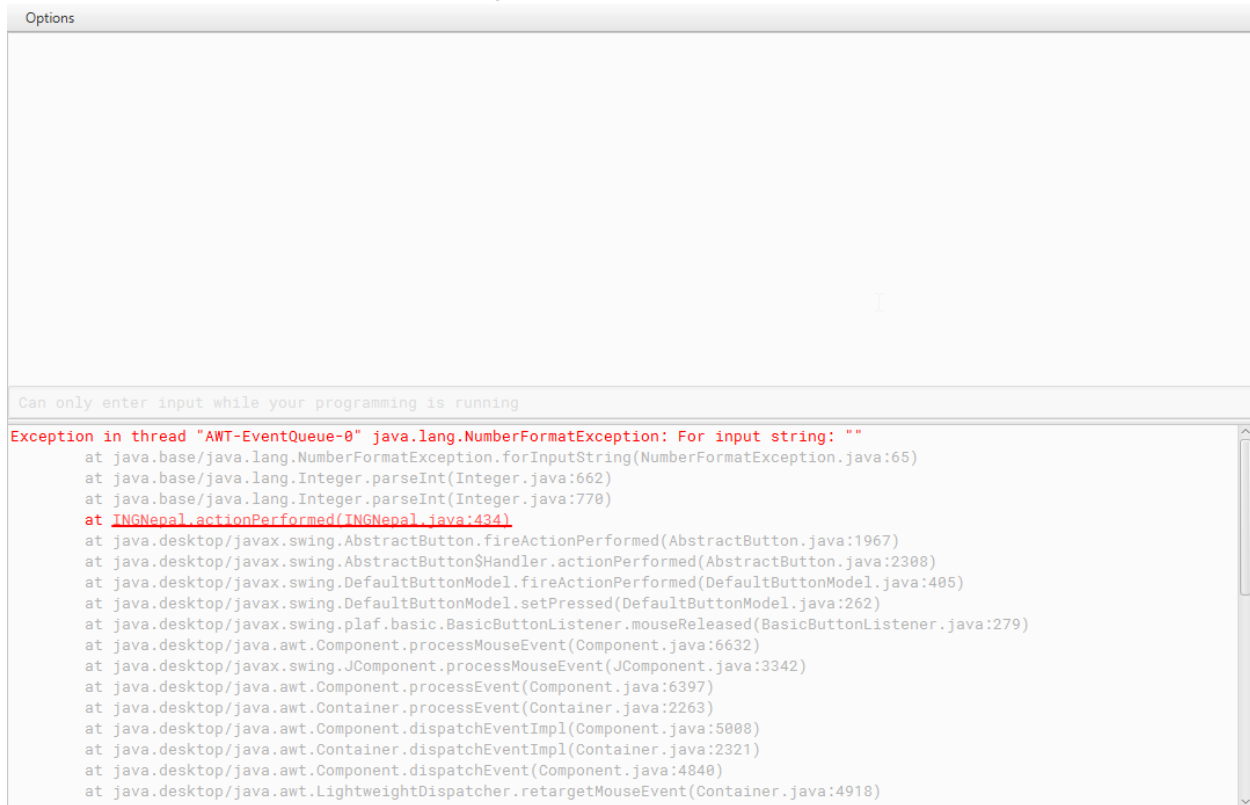 Options
Can only enter input while your programming is running
Exception in thread "AWT-EventQueue-0" java.lang.NumberFormatException: For input string: ""
at java.base/java.lang.NumberFormatException.forInputString(NumberFormatException.java:65)
at java.base/java.lang.Integer.parseInt(Integer.java:662)
at java.base/java.lang.Integer.parseInt(Integer.java:770)
at INGNepal.actionPerformed(INGNepal.java:434)
at java.desktop/javax.swing.AbstractButton.fireActionPerformed(AbstractButton.java:1967)
at java.desktop/javax.swing.AbstractButton$Handler.actionPerformed(AbstractButton.java:2308)
at java.desktop/javax.swing.DefaultButtonModel.fireActionPerformed(DefaultButtonModel.java:405)
at java.desktop/javax.swing.DefaultButtonModel.setPressed(DefaultButtonModel.java:262)
at java.desktop/javax.swing.plaf.basic.BasicButtonListener.mouseReleased(BasicButtonListener.java:279)
at java.desktop/java.awt.Component.processMouseEvent(Component.java:6632)
at java.desktop/javax.swing.JComponent.processMouseEvent(JComponent.java:3342)
at java.desktop/java.awt.Component.processEvent(Component.java:6397)
at java.desktop/java.awt.Container.processEvent(Container.java:2263)
at java.desktop/java.awt.Component.dispatchEventImpl(Component.java:5008)
at java.desktop/java.awt.Container.dispatchEventImpl(Container.java:2321)
at java.desktop/java.awt.Component.dispatchEvent(Component.java:4840)
at java.desktop/java.awt.LightweightDispatcher.retargetMouseEvent(Container.java:4918)